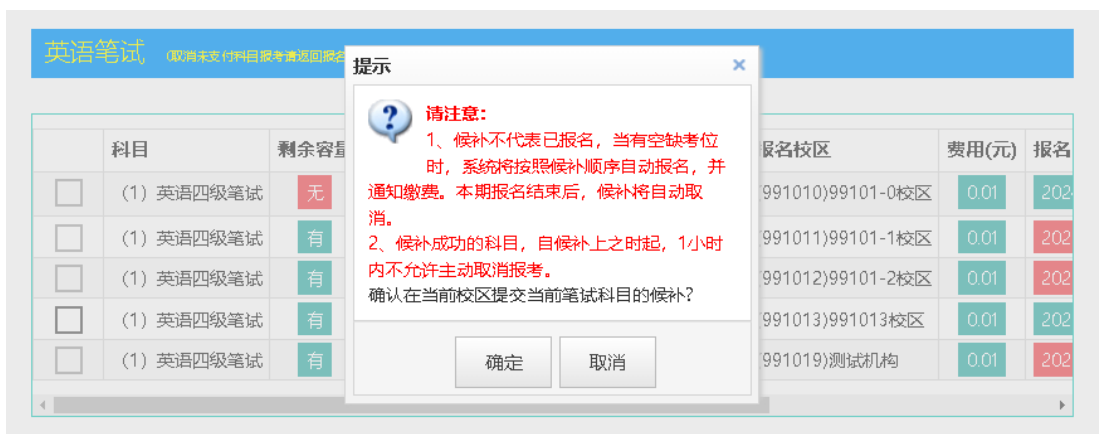 英语笔试 (取消未支付科目报考请返回报名
提示 ×
请注意：
1、候补不代表已报名，当有空缺考位
时，系统将按照候补顺序自动报名，并
通知缴费。本期报名结束后，候补将自动取
消。
2、候补成功的科目，自候补上之时起，1小时
内不允许主动取消报考。
确认在当前校区提交当前笔试科目的候补？
确定 取消
科目 剩余容量 报名校区 费用(元) 报名
(1) 英语四级笔试 无 991010)99101-0校区 0.01 202
(1) 英语四级笔试 有 991011)99101-1校区 0.01 202
(1) 英语四级笔试 有 991012)99101-2校区 0.01 202
(1) 英语四级笔试 有 991013)991013校区 0.01 202
(1) 英语四级笔试 有 991019)测试机构 0.01 202